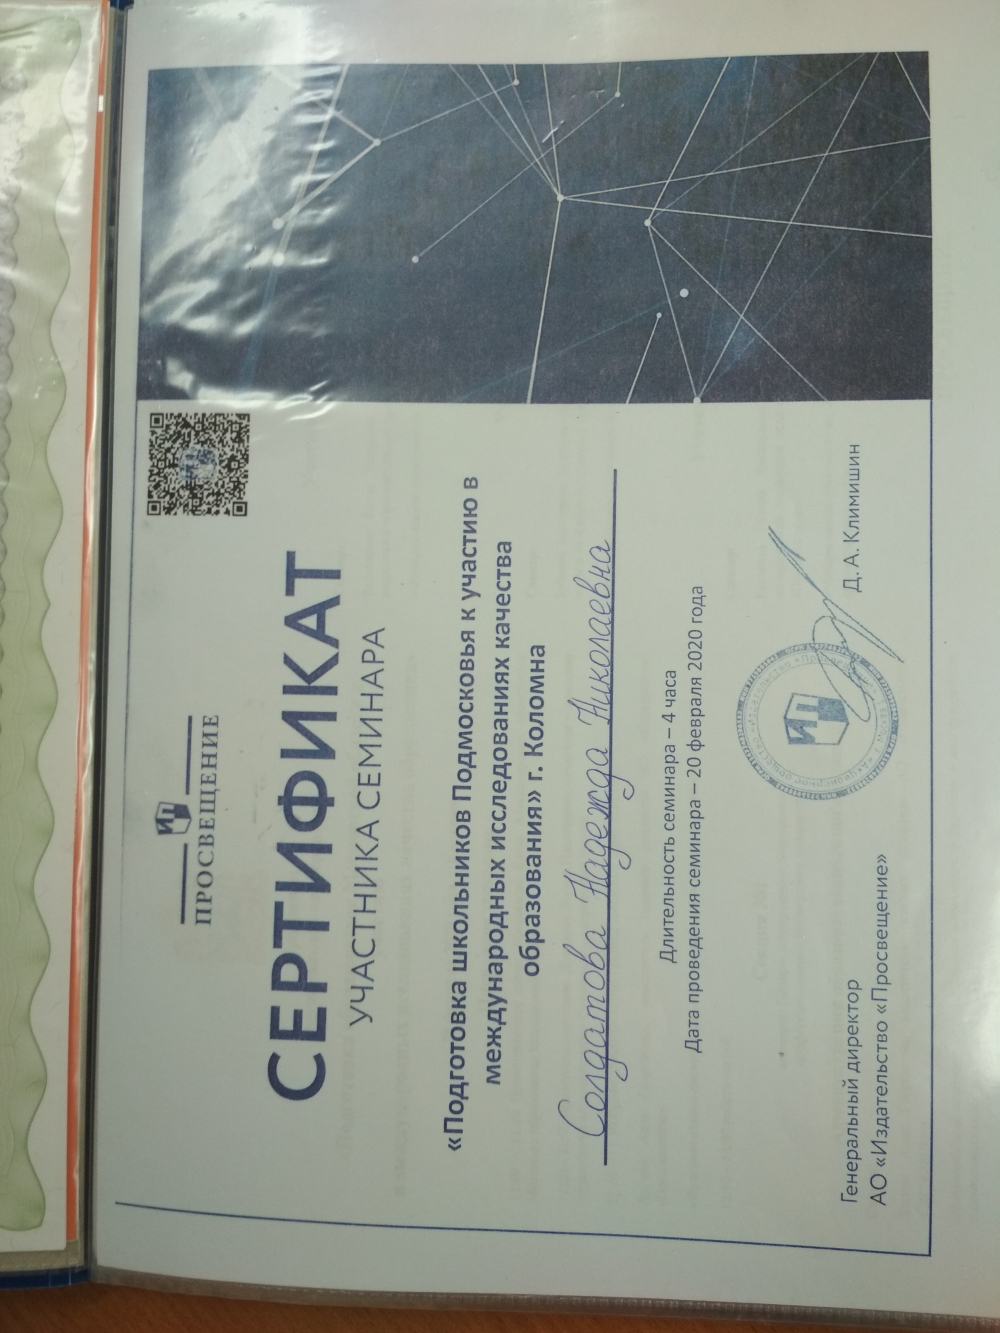 ПРОСВЕЩЕНИЕ
СЕРТИФИКАТ
УЧАСТНИКА СЕМИНАРА
«Подготовка школьников Подмосковья к участию в
международных исследованиях качества
образования» г. Коломна
Солдатова Надежда Николаевна
Длительность семинара – 4 часа
Дата проведения семинара – 20 февраля 2020 года
Генеральный директор
АО «Издательство «Просвещение»
Д. А. Климишин